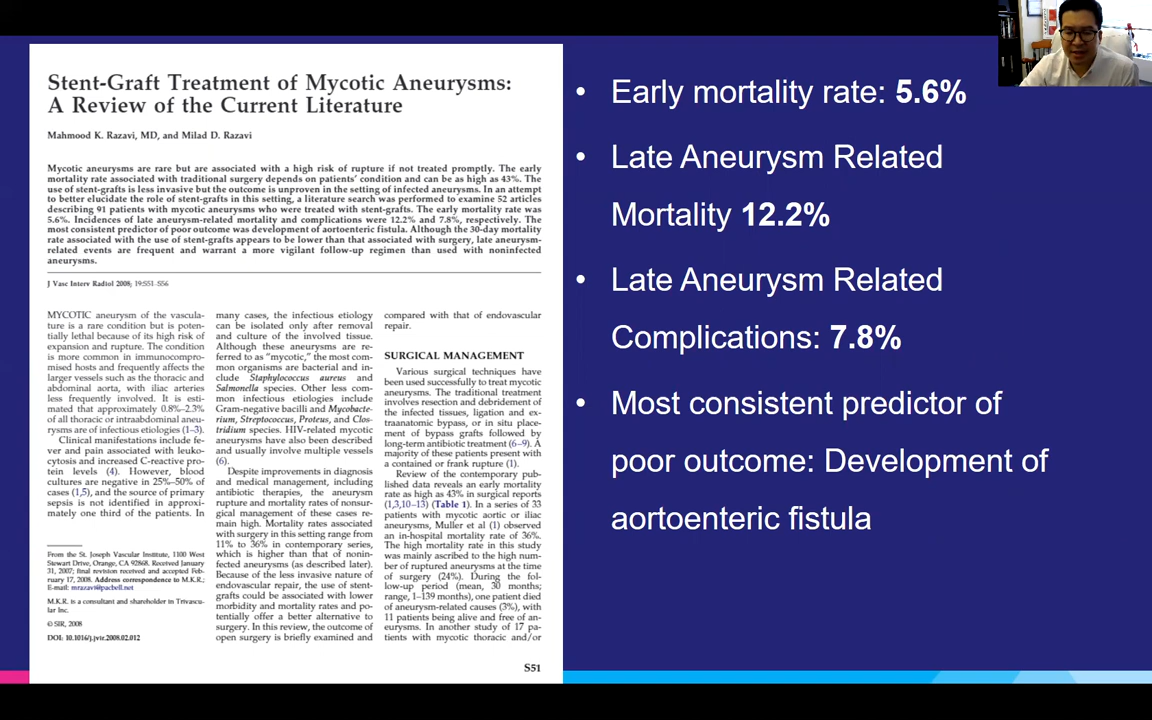 Stent-Graft Treatment of Mycotic Aneurysms:
A Review of the Current Literature
Mahmood K. Razavi, MD, and Milad D. Razavi
Mycotic aneurysms are rare but are associated with a high risk of rupture if not treated promptly. The early
mortality rate associated with traditional surgery depends on patients' condition and can be as high as 43%. The
use of stent-grafts is less invasive but the outcome is unproven in the setting of infected aneurysms. In an attempt
to better elucidate the role of stent-grafts in this setting, a literature search was performed to examine 52 articles
describing 91 patients with mycotic aneurysms who were treated with stent-grafts. The early mortality rate was
5.6%. Incidences of late aneurysm-related mortality and complications were 12.2% and 7.8%, respectively. The
most consistent predictor of poor outcome was development of aortoenteric fistula. Although the 30-day mortality
rate associated with the use of stent-grafts appears to be lower than that associated with surgery, late aneurysm-
related events are frequent and warrant a more vigilant follow-up regimen than used with noninfected
aneurysms.
J Vasc Interv Radiol 2008; 19:S51–S56
MYCOTIC aneurysm of the vascula-
ture is a rare condition but is poten-
tially lethal because of its high risk of
expansion and rupture. The condition
is more common in immunocompro-
mised hosts and frequently affects the
larger vessels such as the thoracic and
abdominal aorta, with iliac arteries
less frequently involved. It is esti-
mated that approximately 0.8%–2.3%
of all thoracic or intraabdominal aneu-
rysms are of infectious etiologies (1–3).
Clinical manifestations include fe-
ver and pain associated with leuko-
cytosis and increased C-reactive pro-
tein levels (4). However, blood
cultures are negative in 25%–50% of
cases (1,5), and the source of primary
sepsis is not identified in approxi-
mately one third of the patients. In
From the St. Joseph Vascular Institute, 1100 West
Stewart Drive, Orange, CA 92868. Received January
31, 2007; final revision received and accepted Feb-
ruary 17, 2008. Address correspondence to M.K.R.;
E-mail: mrazavi@pacbell.net
M.K.R. is a consultant and shareholder in Trivascu-
lar Inc.
© SIR, 2008
DOI: 10.1016/j.jvir.2008.02.012
many cases, the infectious etiology
can be isolated only after removal
and culture of the involved tissue.
Although these aneurysms are re-
ferred to as "mycotic," the most com-
mon organisms are bacterial and in-
clude Staphylococcus aureus and
Salmonella species. Other less com-
mon infectious etiologies include
Gram-negative bacilli and Mycobacte-
rium, Streptococcus, Proteus, and Clos-
tridium species. HIV-related mycotic
aneurysms have also been described
and usually involve multiple vessels
(6).
Despite improvements in diagnosis
and medical management, including
antibiotic therapies, the aneurysm
rupture and mortality rates of nonsur-
gical management of these cases re-
main high. Mortality rates associated
with surgery in this setting range from
11% to 36% in contemporary series,
which is higher than that of nonin-
fected aneurysms (as described later).
Because of the less invasive nature of
endovascular repair, the use of stent-
grafts could be associated with lower
morbidity and mortality rates and po-
tentially offer a better alternative to
surgery. In this review, the outcome of
open surgery is briefly examined and
compared with that of endovascular
repair.
SURGICAL MANAGEMENT
Various surgical techniques have
been used successfully to treat mycotic
aneurysms. The traditional treatment
involves resection and debridement of
the infected tissues, ligation and ex-
traanatomic bypass, or in situ place-
ment of bypass grafts followed by
long-term antibiotic treatment (6–9). A
majority of these patients present with
a contained or frank rupture (1).
Review of the contemporary pub-
lished data reveals an early mortality
rate as high as 43% in surgical reports
(1,3,10–13) (Table 1). In a series of 33
patients with mycotic aortic or iliac
aneurysms, Muller et al (1) observed
an in-hospital mortality rate of 36%.
The high mortality rate in this study
was mainly ascribed to the high num-
ber of ruptured aneurysms at the time
of surgery (24%). During the fol-
low-up period (mean, 30 months;
range, 1–139 months), one patient died
of aneurysm-related causes (3%), with
11 patients being alive and free of an-
eurysms. In another study of 17 pa-
tients with mycotic thoracic and/or
S51
• Early mortality rate: 5.6%
• Late Aneurysm Related
Mortality 12.2%
• Late Aneurysm Related
Complications: 7.8%
• Most consistent predictor of
poor outcome: Development of
aortoenteric fistula